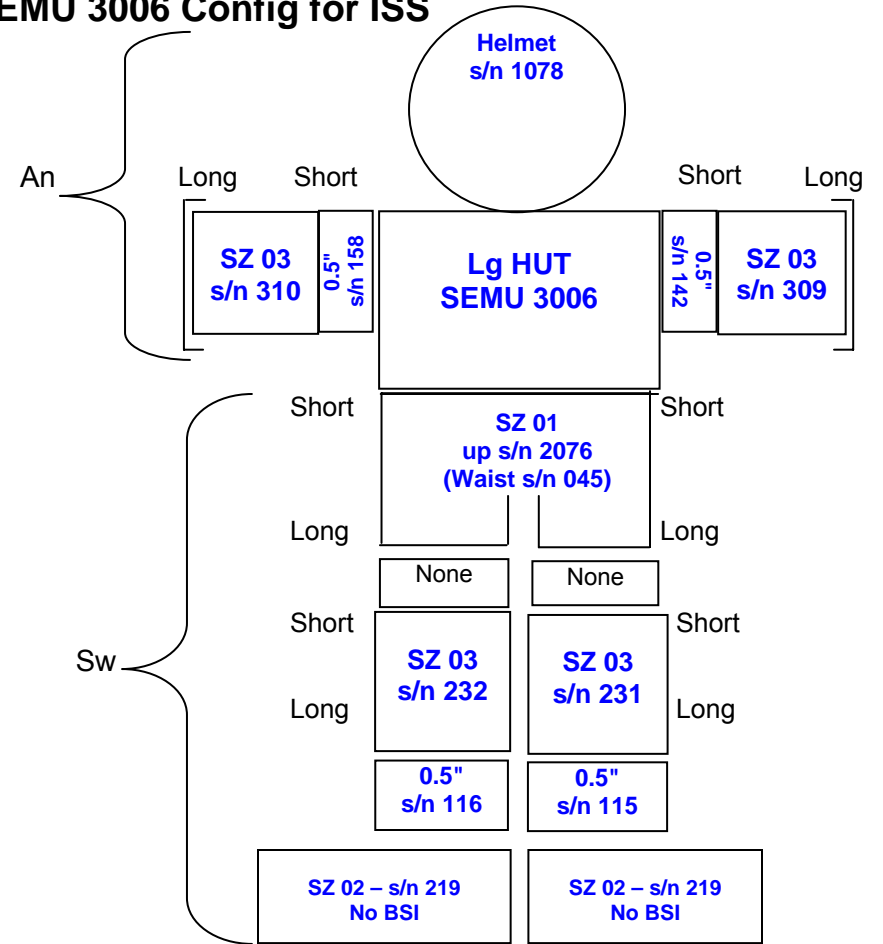 EMU 3006 Config for ISS
Helmet
s/n 1078
An
Long
Short
Short
Long
SZ 03
s/n 310
0.5"
s/n 158
Lg HUT
SEMU 3006
0.5"
s/n 142
SZ 03
s/n 309
Short
Short
SZ 01
up s/n 2076
(Waist s/n 045)
Long
Long
None
None
Short
Short
Sw
SZ 03
s/n 232
SZ 03
s/n 231
Long
Long
0.5"
s/n 116
0.5"
s/n 115
SZ 02 – s/n 219
No BSI
SZ 02 – s/n 219
No BSI